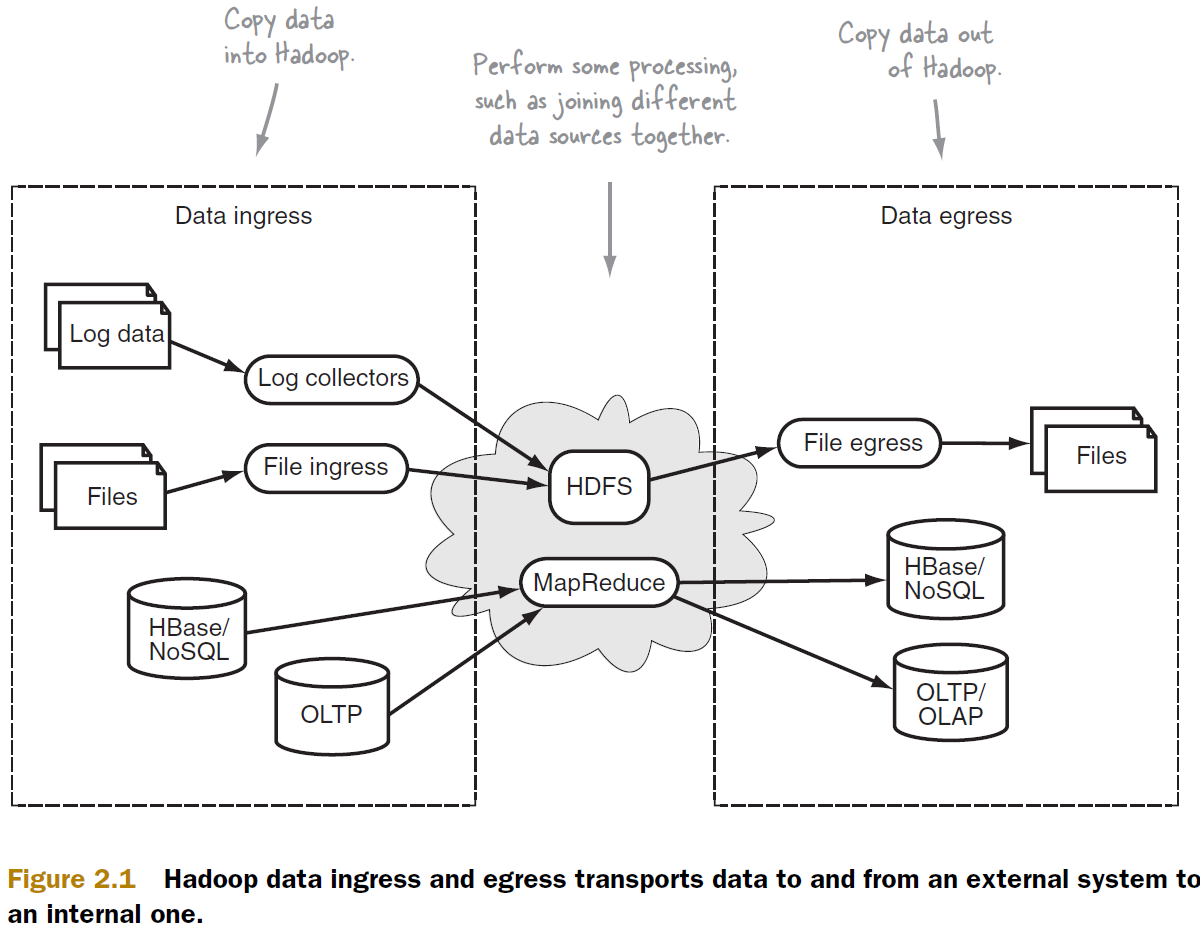 Copy data
into Hadoop.
Perform some processing,
such as joining different
data sources together.
Copy data out
of Hadoop.
Data ingress
Log data
Log collectors
Files
File ingress
HBase/
NoSQL
OLTP
HDFS
MapReduce
Data egress
File egress
Files
HBase/
NoSQL
OLTP/
OLAP
Figure 2.1 Hadoop data ingress and egress transports data to and from an external system to
an internal one.